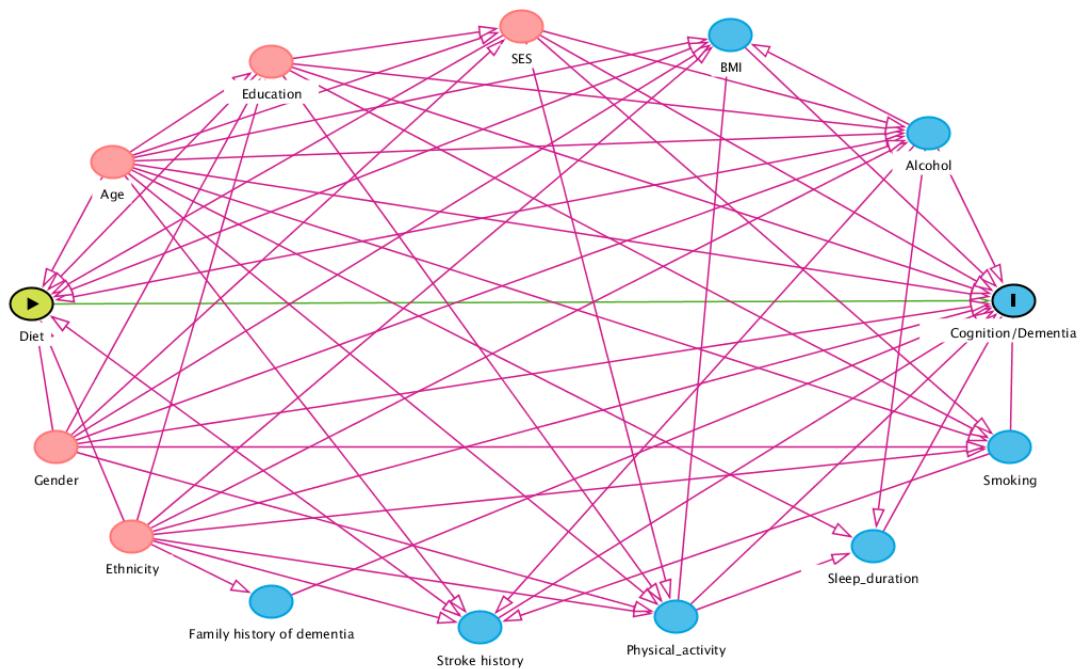 SES
BMI
Education
Alcohol
Age
Diet
Cognition/Dementia
Gender
Smoking
Ethnicity
Sleep_duration
Family history of dementia
Physical_activity
Stroke history